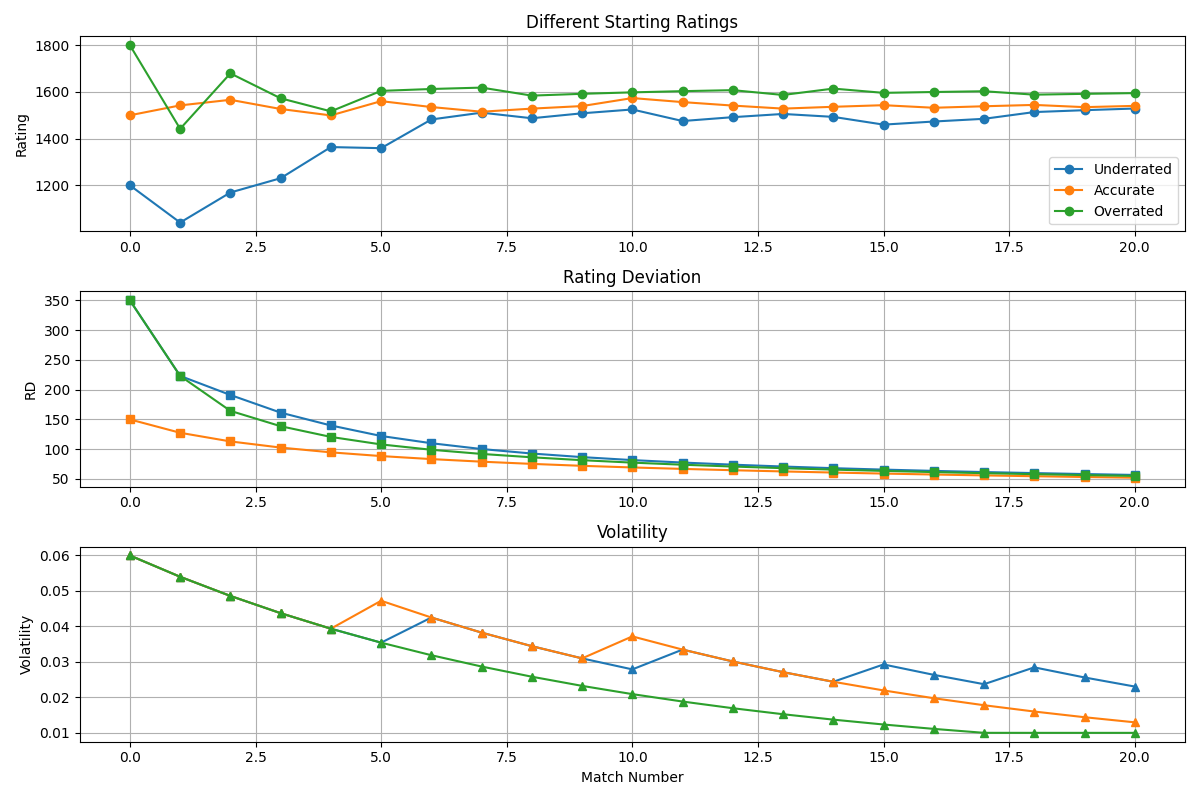 Different Starting Ratings
Rating
1800
1600
1400
1200
Underrated
Accurate
Overrated
0.0 2.5 5.0 7.5 10.0 12.5 15.0 17.5 20.0
Rating Deviation
RD
350
300
250
200
150
100
50
0.0 2.5 5.0 7.5 10.0 12.5 15.0 17.5 20.0
Volatility
Volatility
0.06
0.05
0.04
0.03
0.02
0.01
0.0 2.5 5.0 7.5 10.0 12.5 15.0 17.5 20.0
Match Number